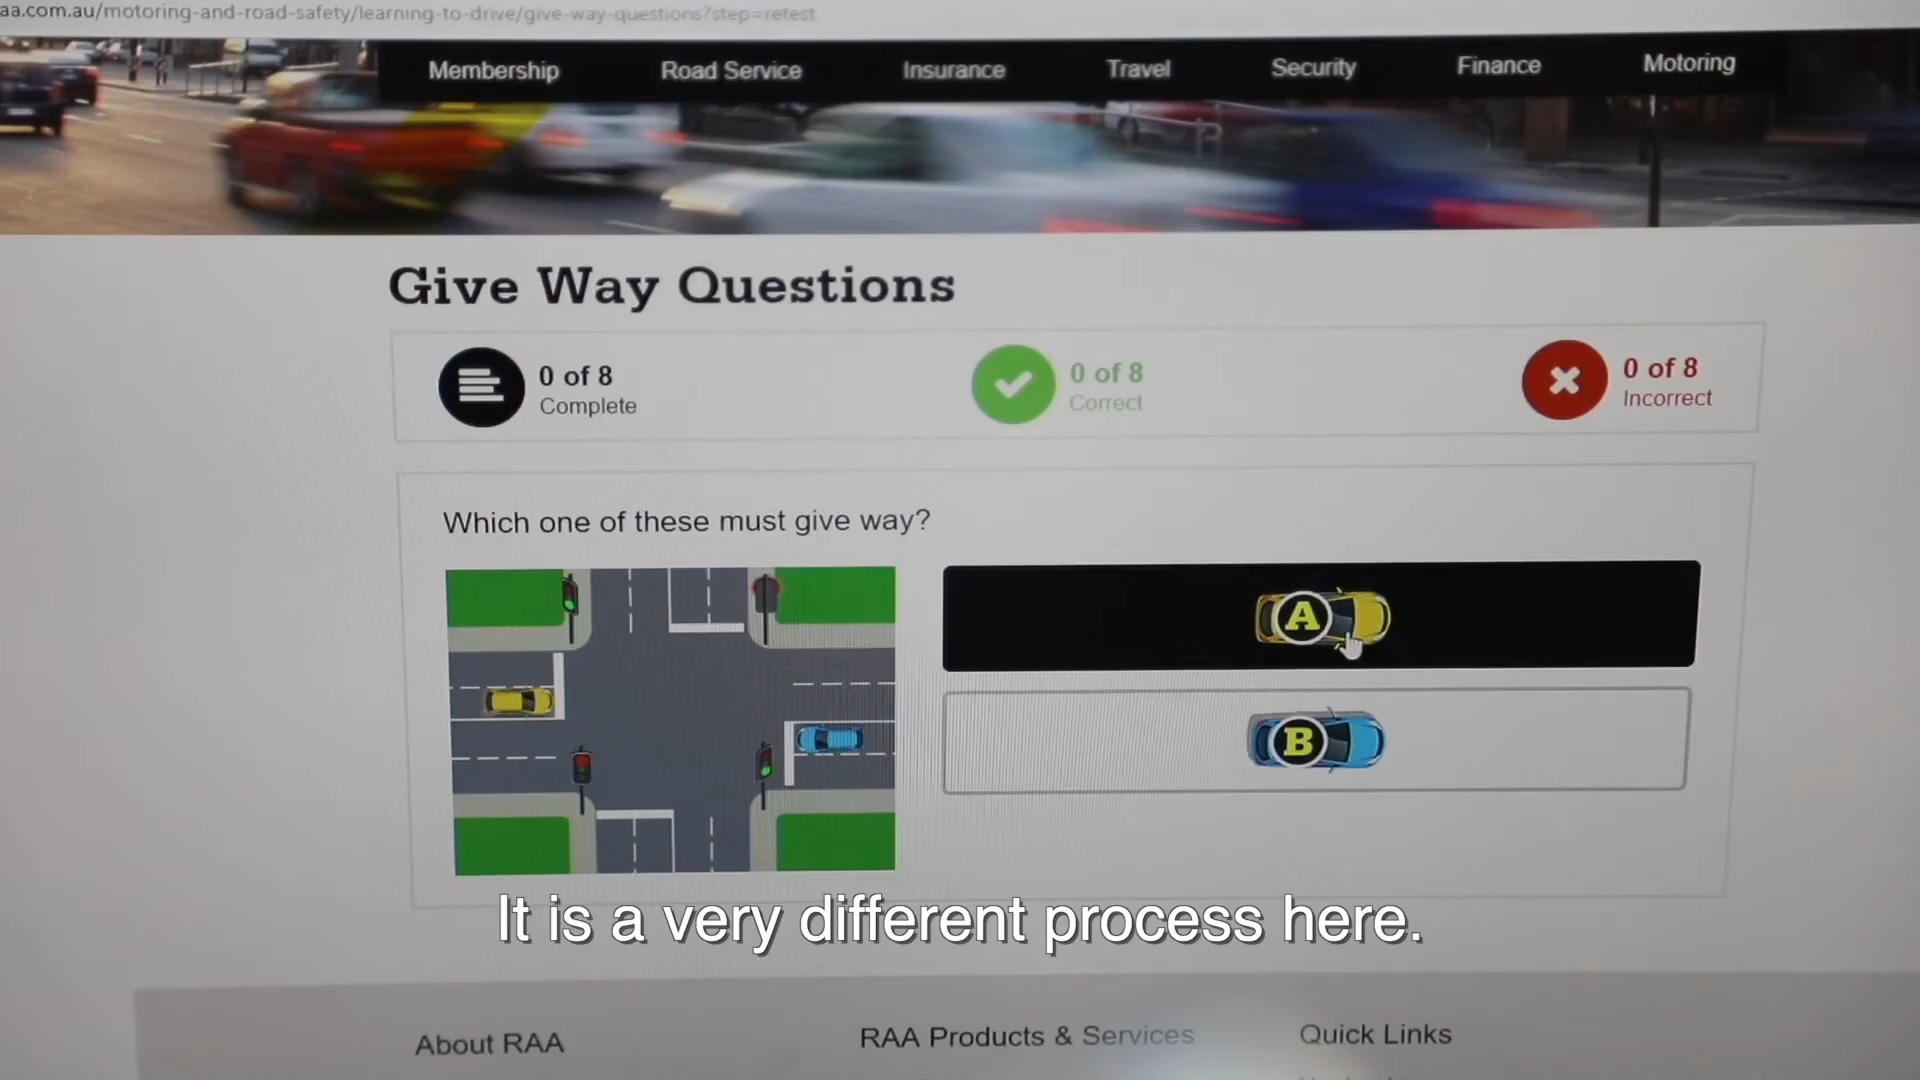 aa.com.au/motoring-and-road-safety/learning-to-drive/give-way-questions?step=retest
Membership Road Service Insurance Travel Security Finance Motoring
Give Way Questions
0 of 8
Complete
0 of 8
Correct
0 of 8
Incorrect
Which one of these must give way?
A
B
It is a very different process here.
About RAA RAA Products & Services Quick Links